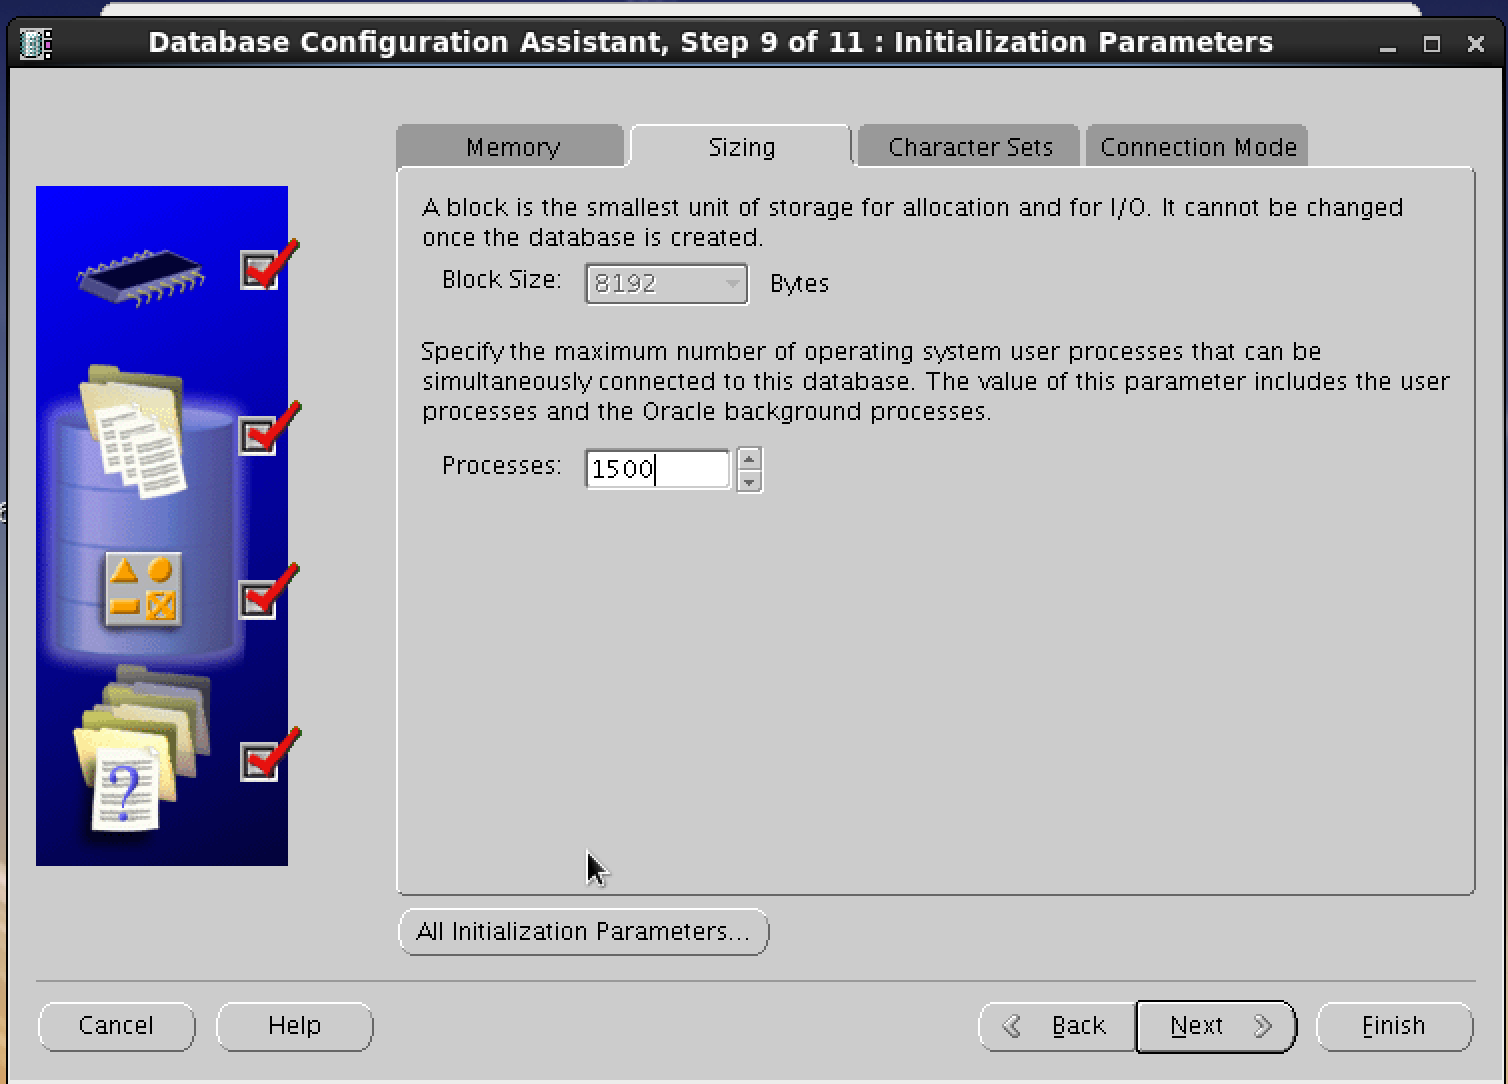 Database Configuration Assistant, Step 9 of 11 : Initialization Parameters
Memory
Sizing
Character Sets
Connection Mode
A block is the smallest unit of storage for allocation and for I/O. It cannot be changed
once the database is created.
Block Size: 8192 Bytes
Specify the maximum number of operating system user processes that can be
simultaneously connected to this database. The value of this parameter includes the user
processes and the Oracle background processes.
Processes: 1500
?
All Initialization Parameters...
Cancel
Help
Back
Next
Finish